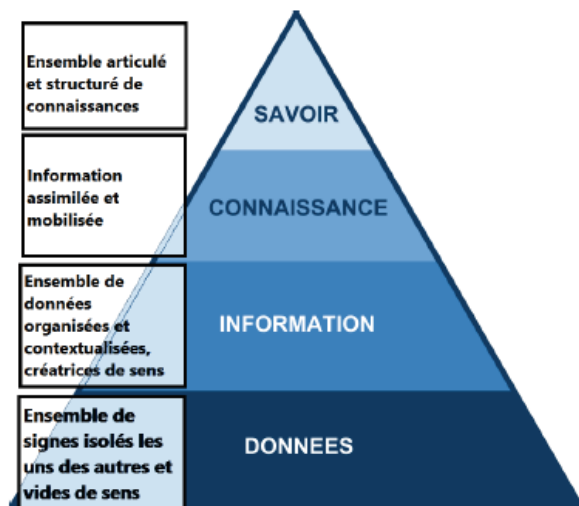 Ensemble articulé
et structuré de
connaissances
SAVOIR
Information
assimilée et
mobilisée
CONNAISSANCE
Ensemble de
données
organisées et
contextualisées,
créatrices de sens
INFORMATION
Ensemble de
signes isolés les
uns des autres et
vides de sens
DONNEES